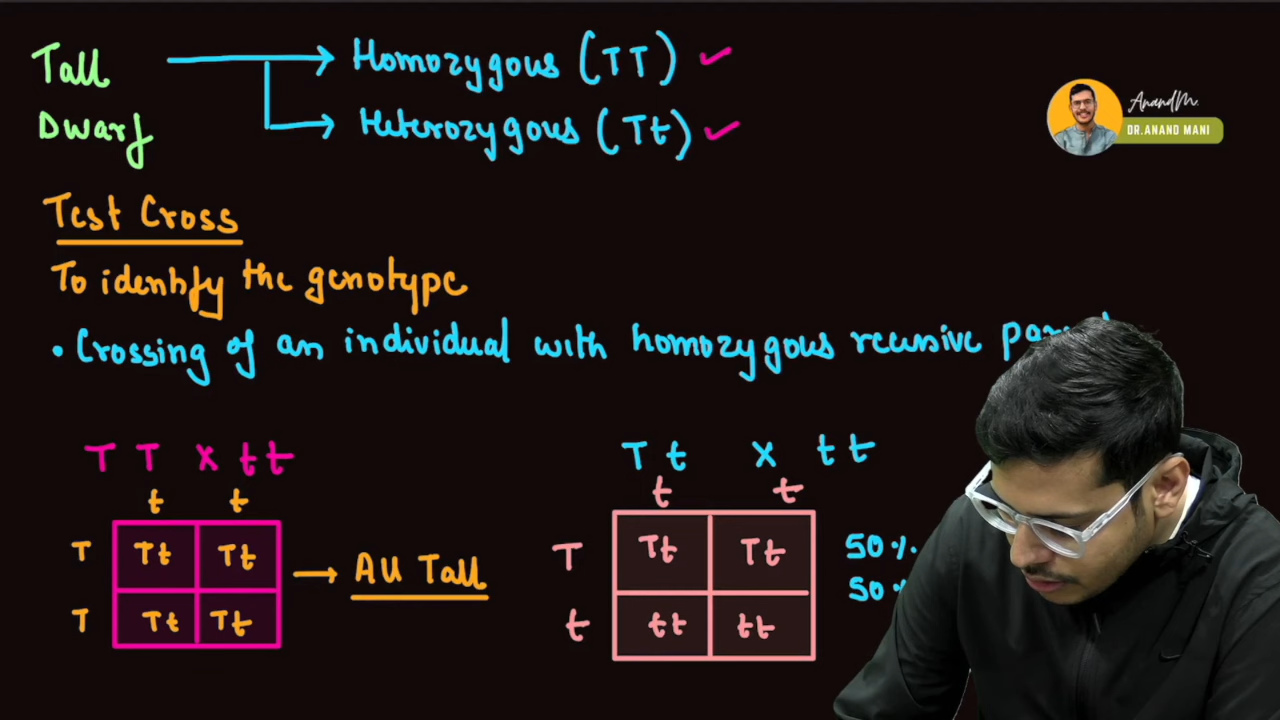 Tall
Homozygous (TT)
Dwarf
Heterozygous (Tt)
AnandM.
DR.ANAND MANI
Test Cross
To identify the genotype
• Crossing of an individual with homozygous recessive
T T X t t
t t
T Tt Tt
T Tt Tt
All Tall
T t X t t
t t
T Tt Tt
t tt tt
50%.
50%